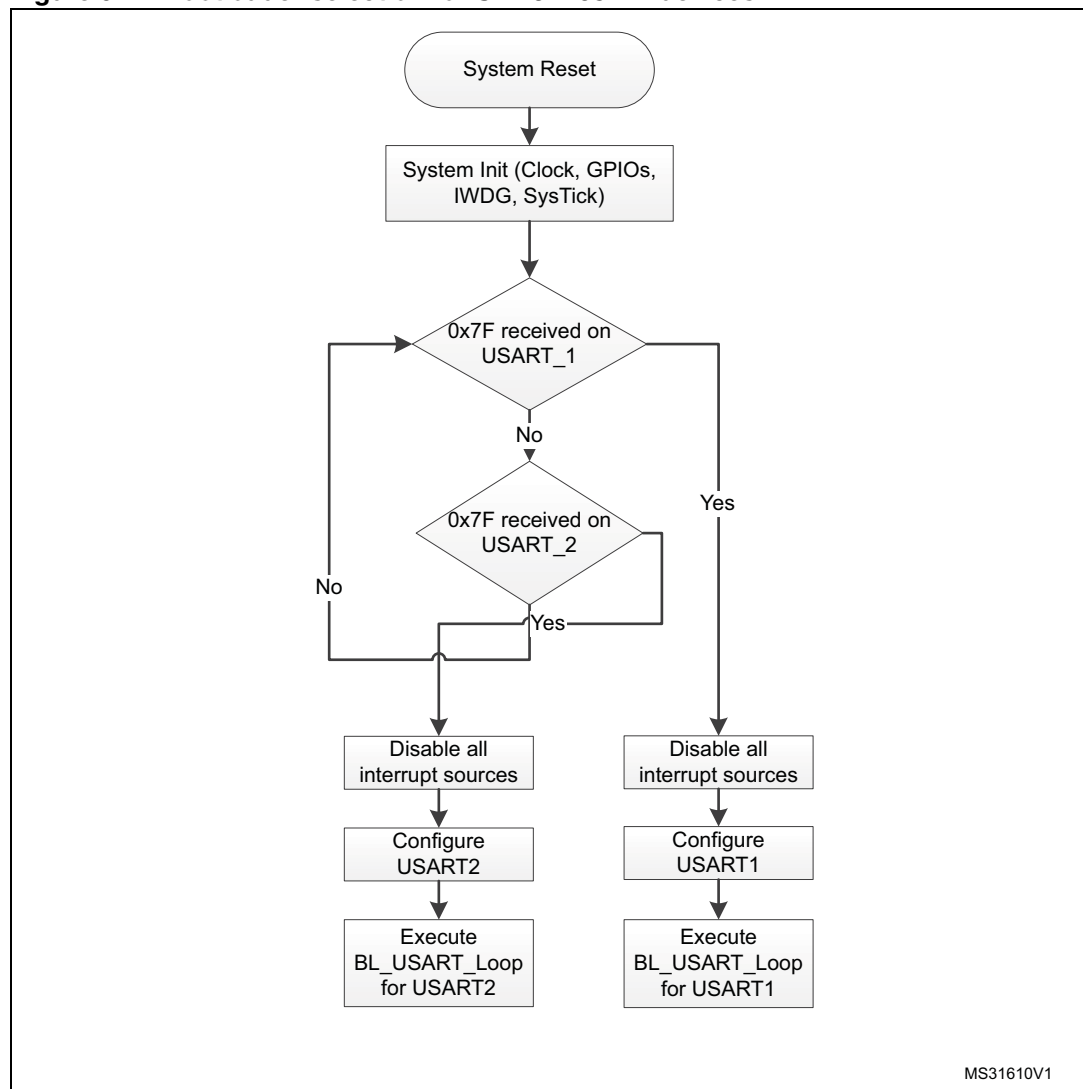 System Reset
System Init (Clock, GPIOs,
IWDG, SysTick)
0x7F received on
USART_1
No
Yes
0x7F received on
USART_2
No
Yes
Disable all
interrupt sources
Disable all
interrupt sources
Configure
USART2
Configure
USART1
Execute
BL_USART_Loop
for USART2
Execute
BL_USART_Loop
for USART1
MS31610V1